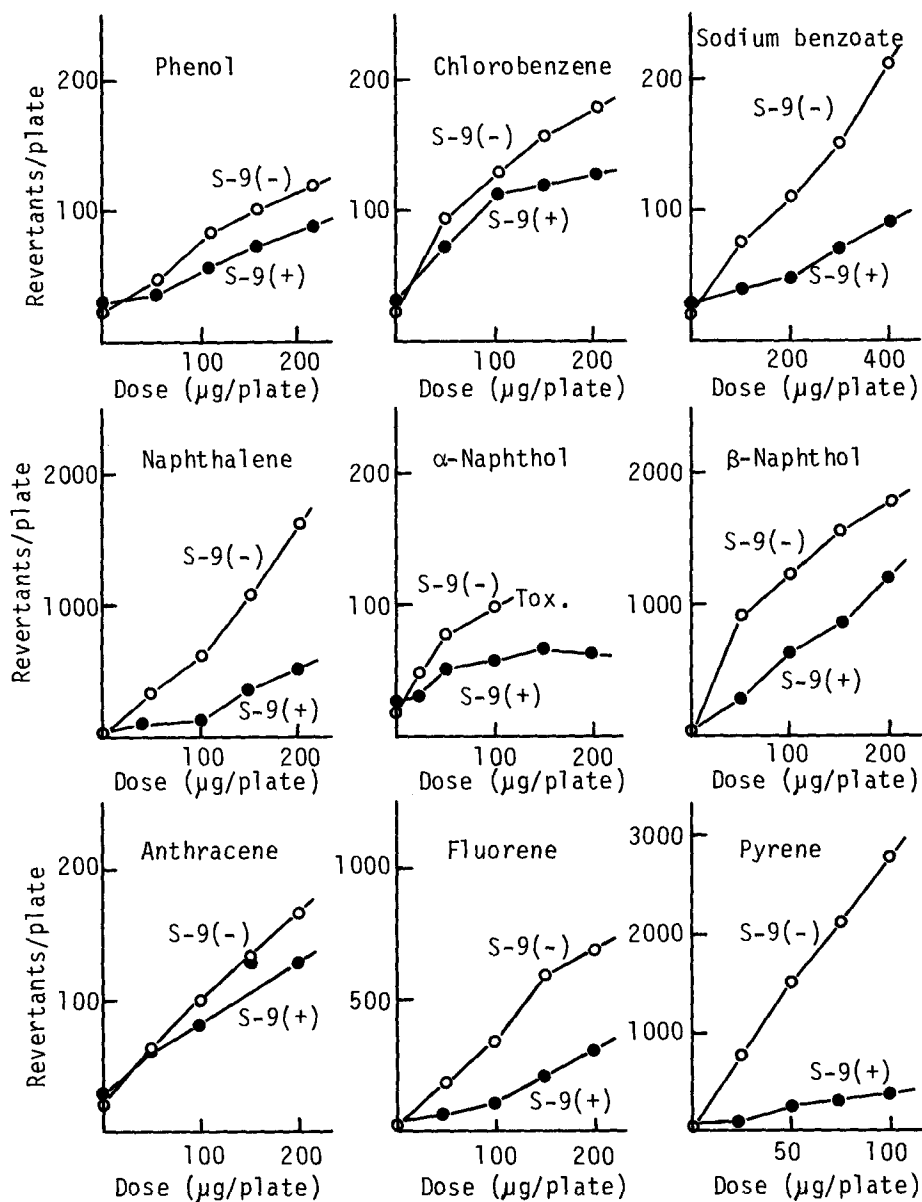 Phenol
Revertants/plate
200
100
S-9(-)
S-9(+)
100 200
Dose (µg/plate)
Chlorobenzene
200
100
S-9(-)
S-9(+)
100 200
Dose (µg/plate)
Sodium benzoate
200
100
S-9(-)
S-9(+)
200 400
Dose (µg/plate)
Naphthalene
Revertants/plate
2000
1000
S-9(-)
S-9(+)
100 200
Dose (µg/plate)
α-Naphthol
200
100
S-9(-)
Tox.
S-9(+)
100 200
Dose (µg/plate)
β-Naphthol
2000
1000
S-9(-)
S-9(+)
100 200
Dose (µg/plate)
Anthracene
Revertants/plate
200
100
S-9(-)
S-9(+)
100 200
Dose (µg/plate)
Fluorene
1000
500
S-9(-)
S-9(+)
100 200
Dose (µg/plate)
Pyrene
3000
2000
1000
S-9(-)
S-9(+)
50 100
Dose (µg/plate)